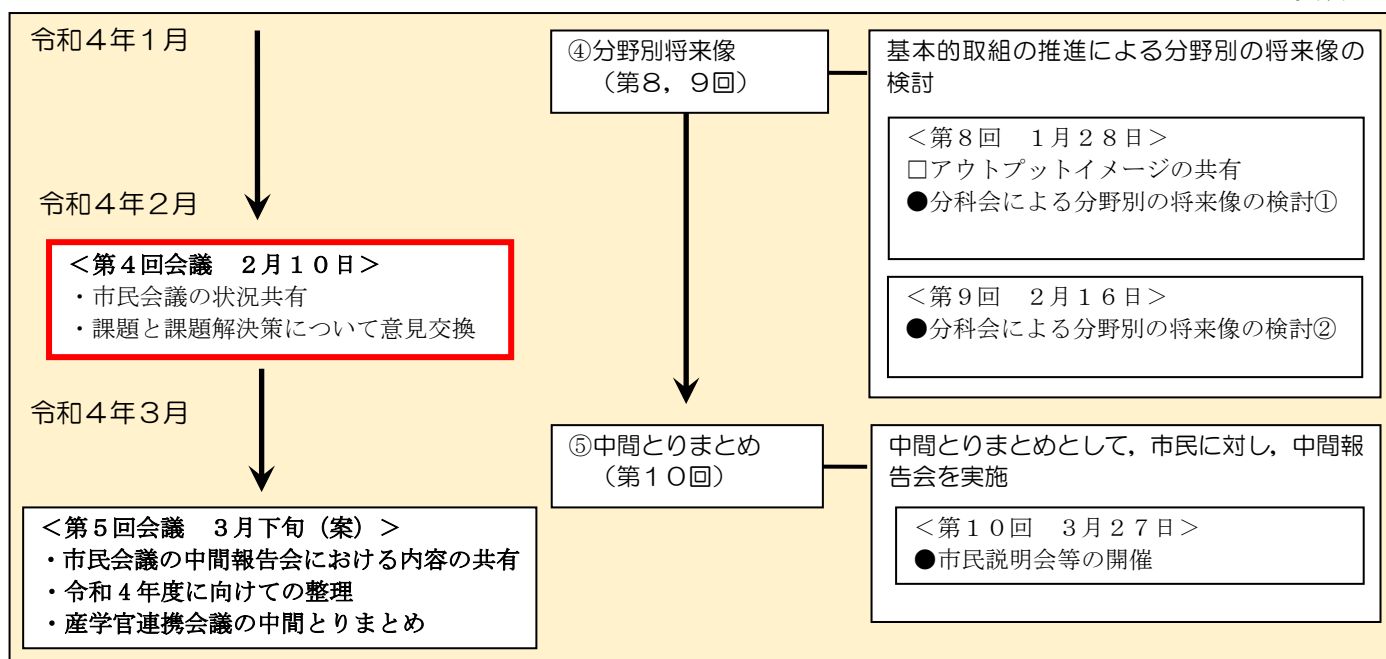 令和４年１月
令和４年２月
＜第４回会議　２月１０日＞
・市民会議の状況共有
・課題と課題解決策について意見交換
令和４年３月
＜第５回会議　３月下旬（案）＞
・市民会議の中間報告会における内容の共有
・令和４年度に向けての整理
・産学官連携会議の中間とりまとめ
④分野別将来像
（第８，９回）
基本的取組の推進による分野別の将来像の
検討
＜第８回　１月２８日＞
□アウトプットイメージの共有
●分科会による分野別の将来像の検討①
＜第９回　２月１６日＞
●分科会による分野別の将来像の検討②
⑤中間とりまとめ
（第１０回）
中間とりまとめとして，市民に対し，中間報
告会を実施
＜第１０回　３月２７日＞
●市民説明会等の開催